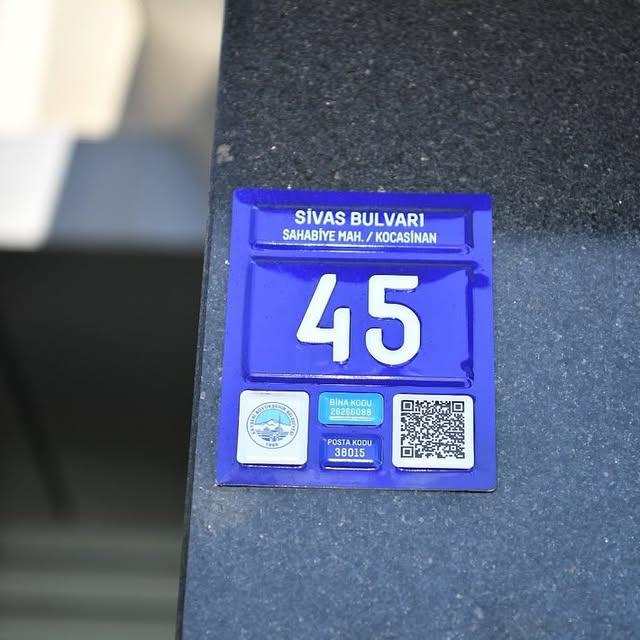 SİVAS BULVARI
SAHABİYE MAH. / KOCASİNAN
45
BİNA KODU
26266088
POSTA KODU
38015